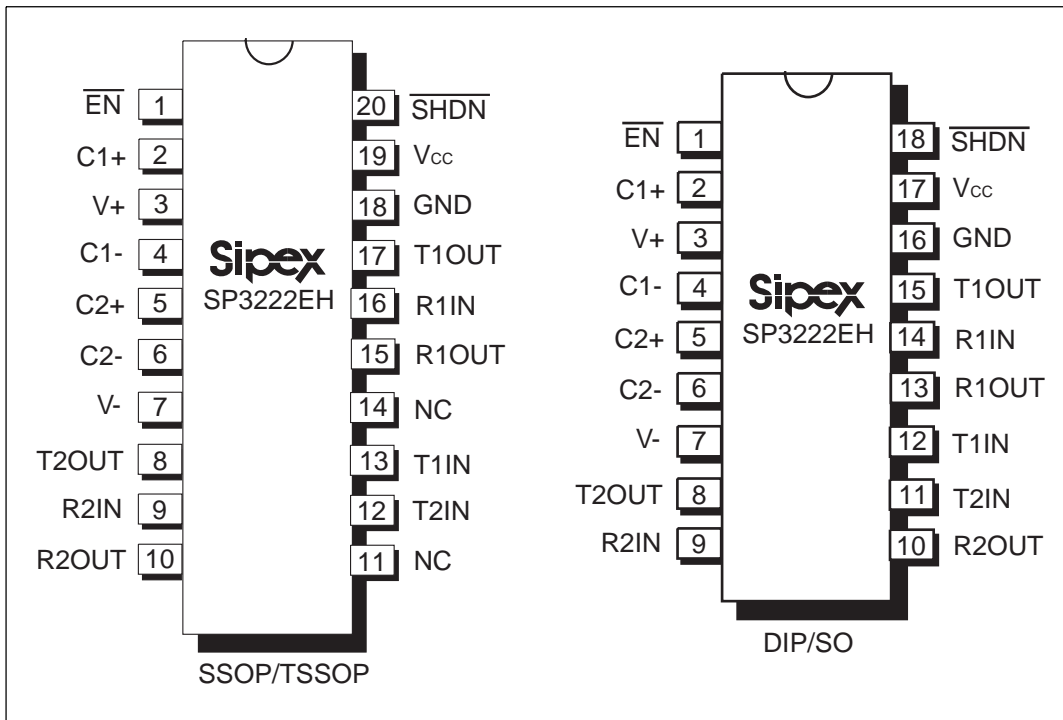 EN 1 20 SHDN
C1+ 2 19 Vcc
V+ 3 18 GND
C1- 4 17 T1OUT
C2+ 5 16 R1IN
C2- 6 15 R1OUT
V- 7 14 NC
T2OUT 8 13 T1IN
R2IN 9 12 T2IN
R2OUT 10 11 NC
Sipex
SP3222EH
SSOP/TSSOP
EN 1 18 SHDN
C1+ 2 17 Vcc
V+ 3 16 GND
C1- 4 15 T1OUT
C2+ 5 14 R1IN
C2- 6 13 R1OUT
V- 7 12 T1IN
T2OUT 8 11 T2IN
R2IN 9 10 R2OUT
Sipex
SP3222EH
DIP/SO